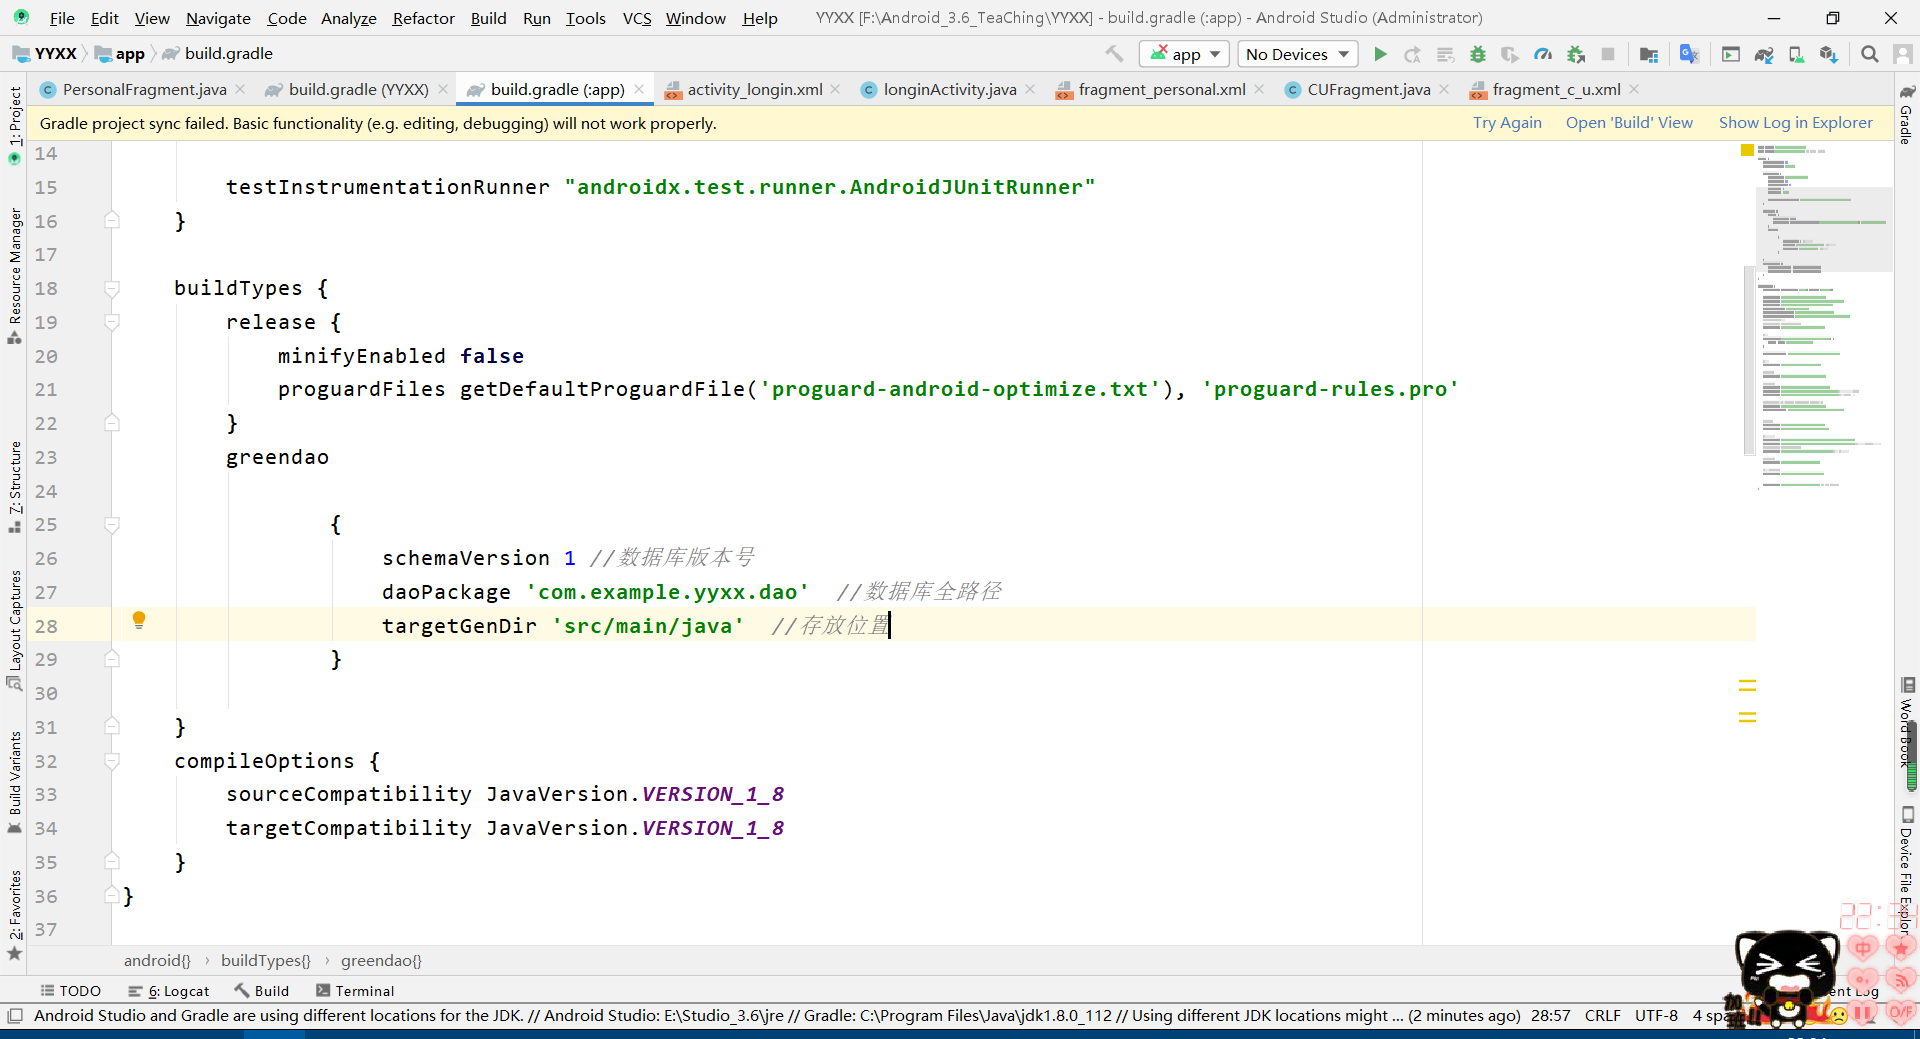 File Edit View Navigate Code Analyze Refactor Build Run Tools VCS Window Help YYXX [F:\Android_3.6_TeaChing\YYXX] - build.gradle (:app) - Android Studio (Administrator)
YYXX app build.gradle app No Devices
PersonalFragment.java build.gradle (YYXX) build.gradle (:app) activity_longin.xml longinActivity.java fragment_personal.xml CUFragment.java fragment_c_u.xml
Gradle project sync failed. Basic functionality (e.g. editing, debugging) will not work properly. Try Again Open 'Build' View Show Log in Explorer
1: Project
Resource Manager
7: Structure
Layout Captures
Build Variants
2: Favorites
14
15 testInstrumentationRunner "androidx.test.runner.AndroidJUnitRunner"
16 }
17
18 buildTypes {
19 release {
20 minifyEnabled false
21 proguardFiles getDefaultProguardFile('proguard-android-optimize.txt'), 'proguard-rules.pro'
22 }
23 greendao
24
25 {
26 schemaVersion 1 //数据库版本号
27 daoPackage 'com.example.yyxx.dao' //数据库全路径
28 targetGenDir 'src/main/java' //存放位置
29 }
30
31 }
32 compileOptions {
33 sourceCompatibility JavaVersion.VERSION_1_8
34 targetCompatibility JavaVersion.VERSION_1_8
35 }
36 }
37
Gradle
Word Book
Device File Explor
android{} › buildTypes{} › greendao{}
TODO 6: Logcat Build Terminal
Android Studio and Gradle are using different locations for the JDK. // Android Studio: E:\Studio_3.6\jre // Gradle: C:\Program Files\Java\jdk1.8.0_112 // Using different JDK locations might ... (2 minutes ago) 28:57 CRLF UTF-8 4